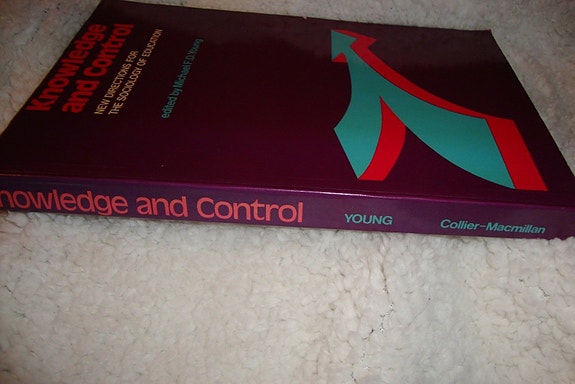 Knowledge
and Control
NEW DIRECTIONS FOR
THE SOCIOLOGY OF EDUCATION
edited by Michael F.D. Young
nowledge and Control YOUNG Collier-Macmillan